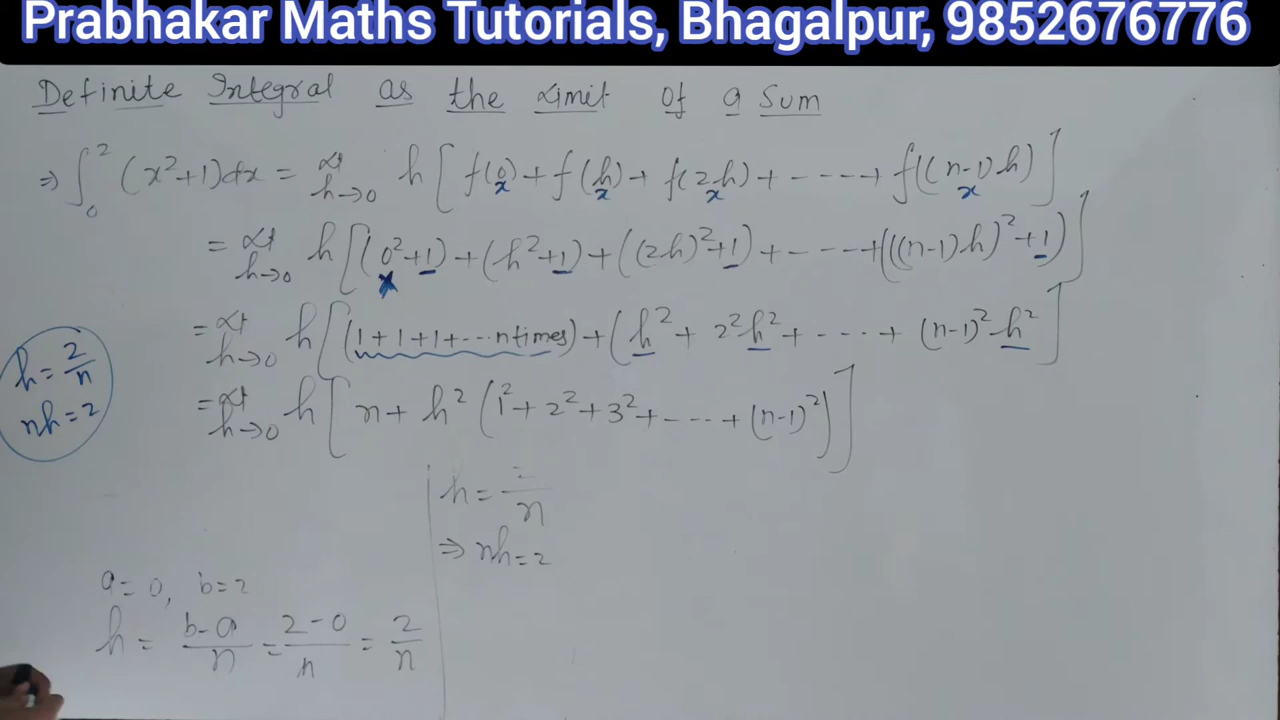 Prabhakar Maths Tutorials, Bhagalpur, 9852676776
Definite Integral as the Limit of a Sum
⇒ ∫₀² (x²+1)dx = Lt h→0 h[f(0)+f(h)+f(2h)+-----+f((n-1)h)]
x x x x
= Lt h→0 h[(0²+1)+(h²+1)+((2h)²+1)+-----+(((n-1)h)²+1)]
= Lt h→0 h[(1+1+1+...n times)+(h²+2²h²+-----+(n-1)²h²]
= Lt h→0 h[n+h²(1²+2²+3²+-----+(n-1)²)]
h=2/n
nh=2
h= /n
⇒ nh=2
a=0, b=2
h = b-a/n = 2-0/n = 2/n